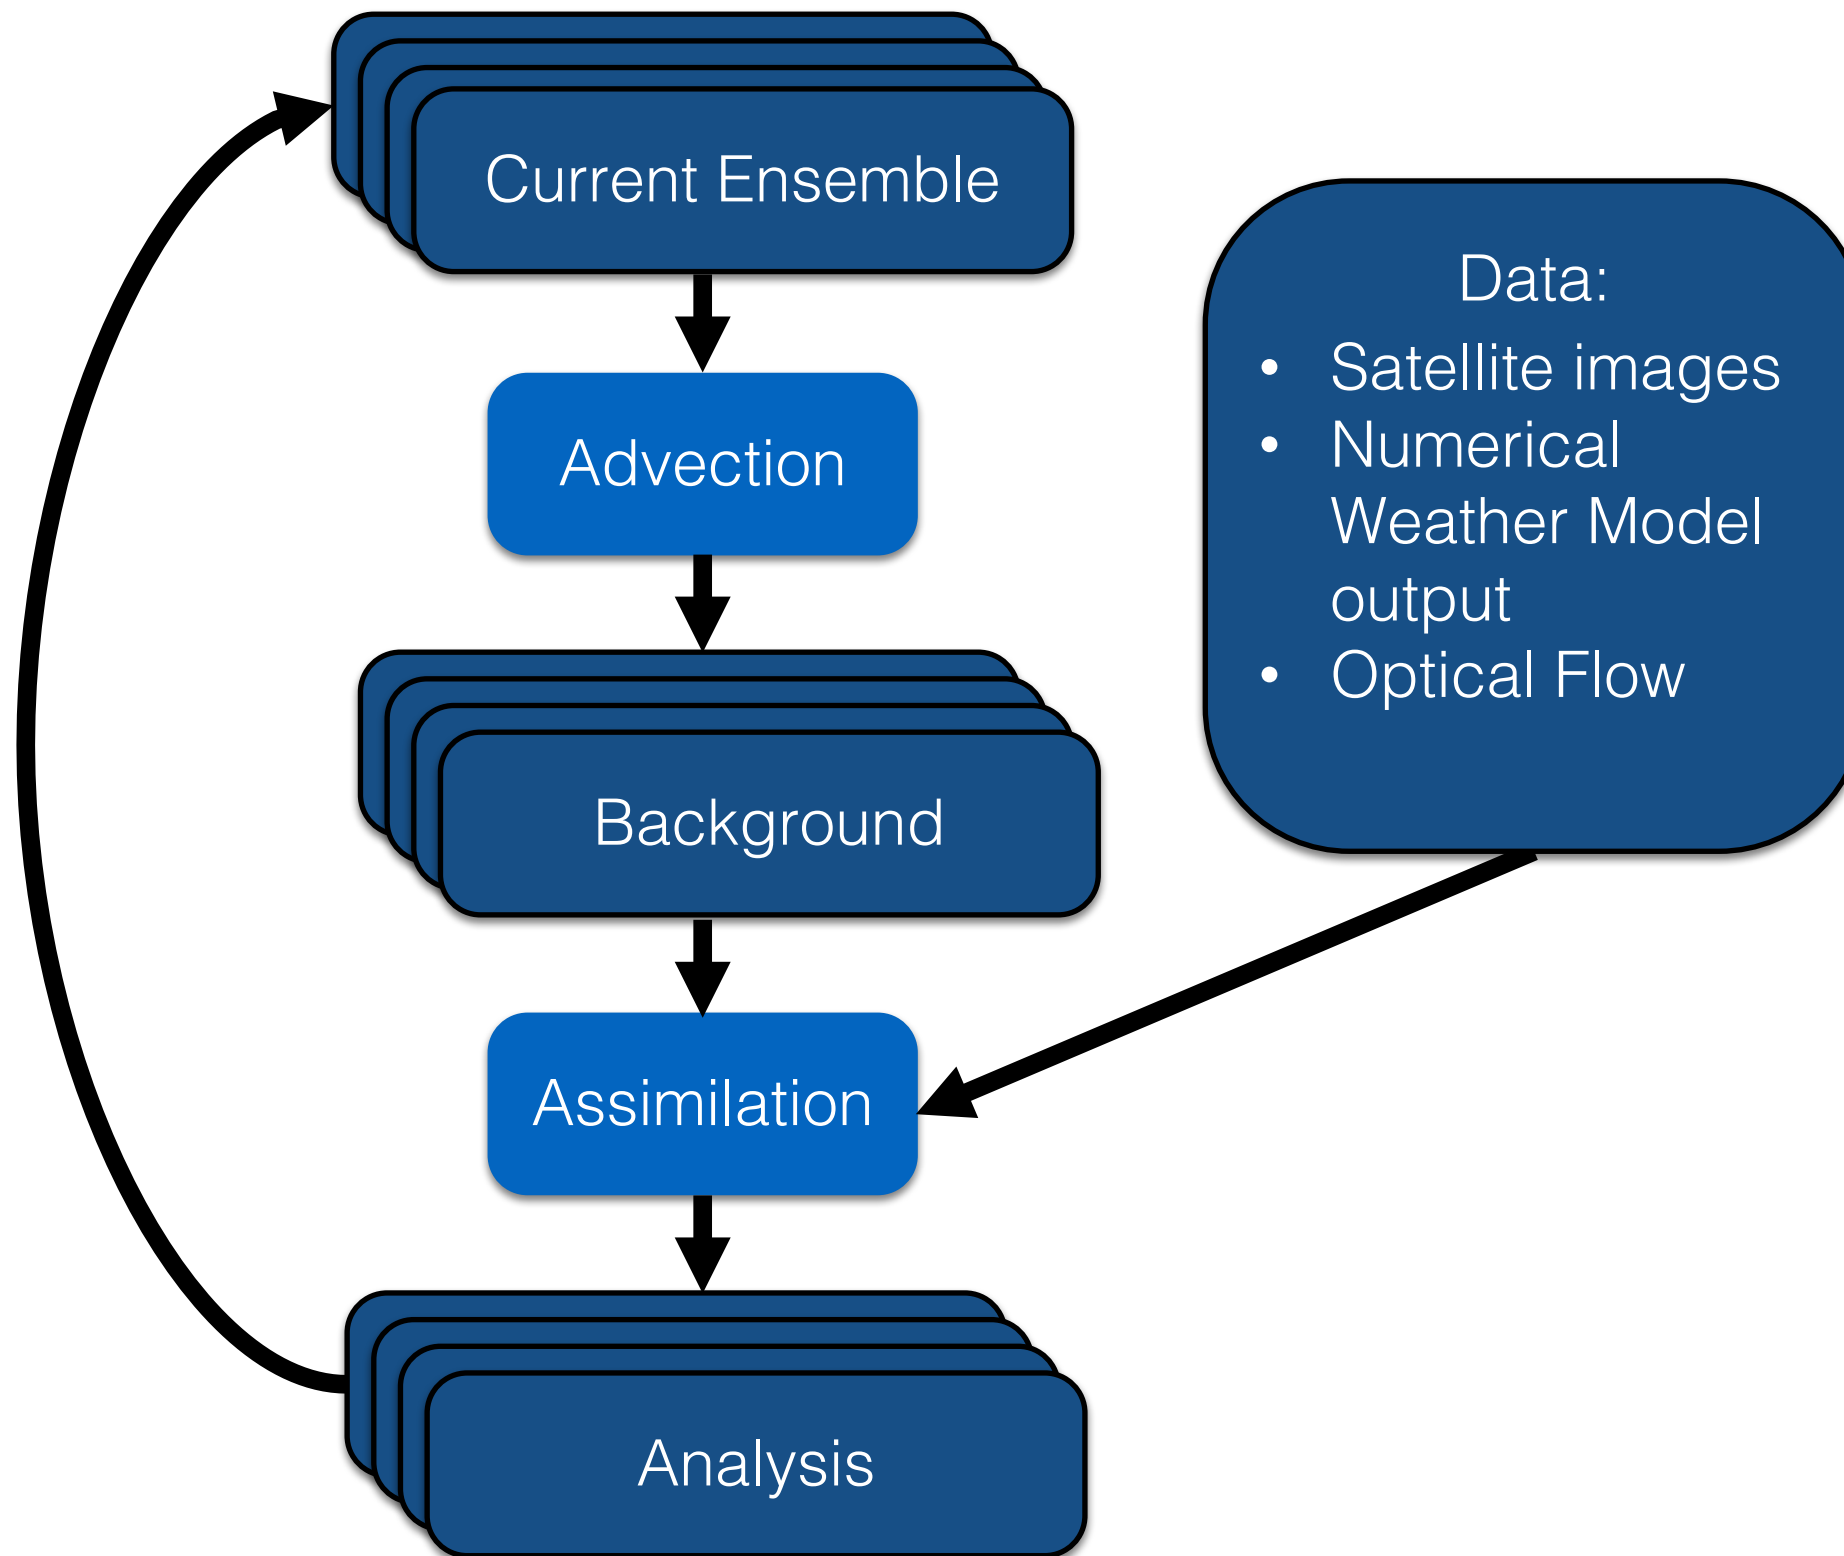 Current Ensemble
Advection
Background
Assimilation
Analysis
Data:
• Satellite images
• Numerical
Weather Model
output
• Optical Flow